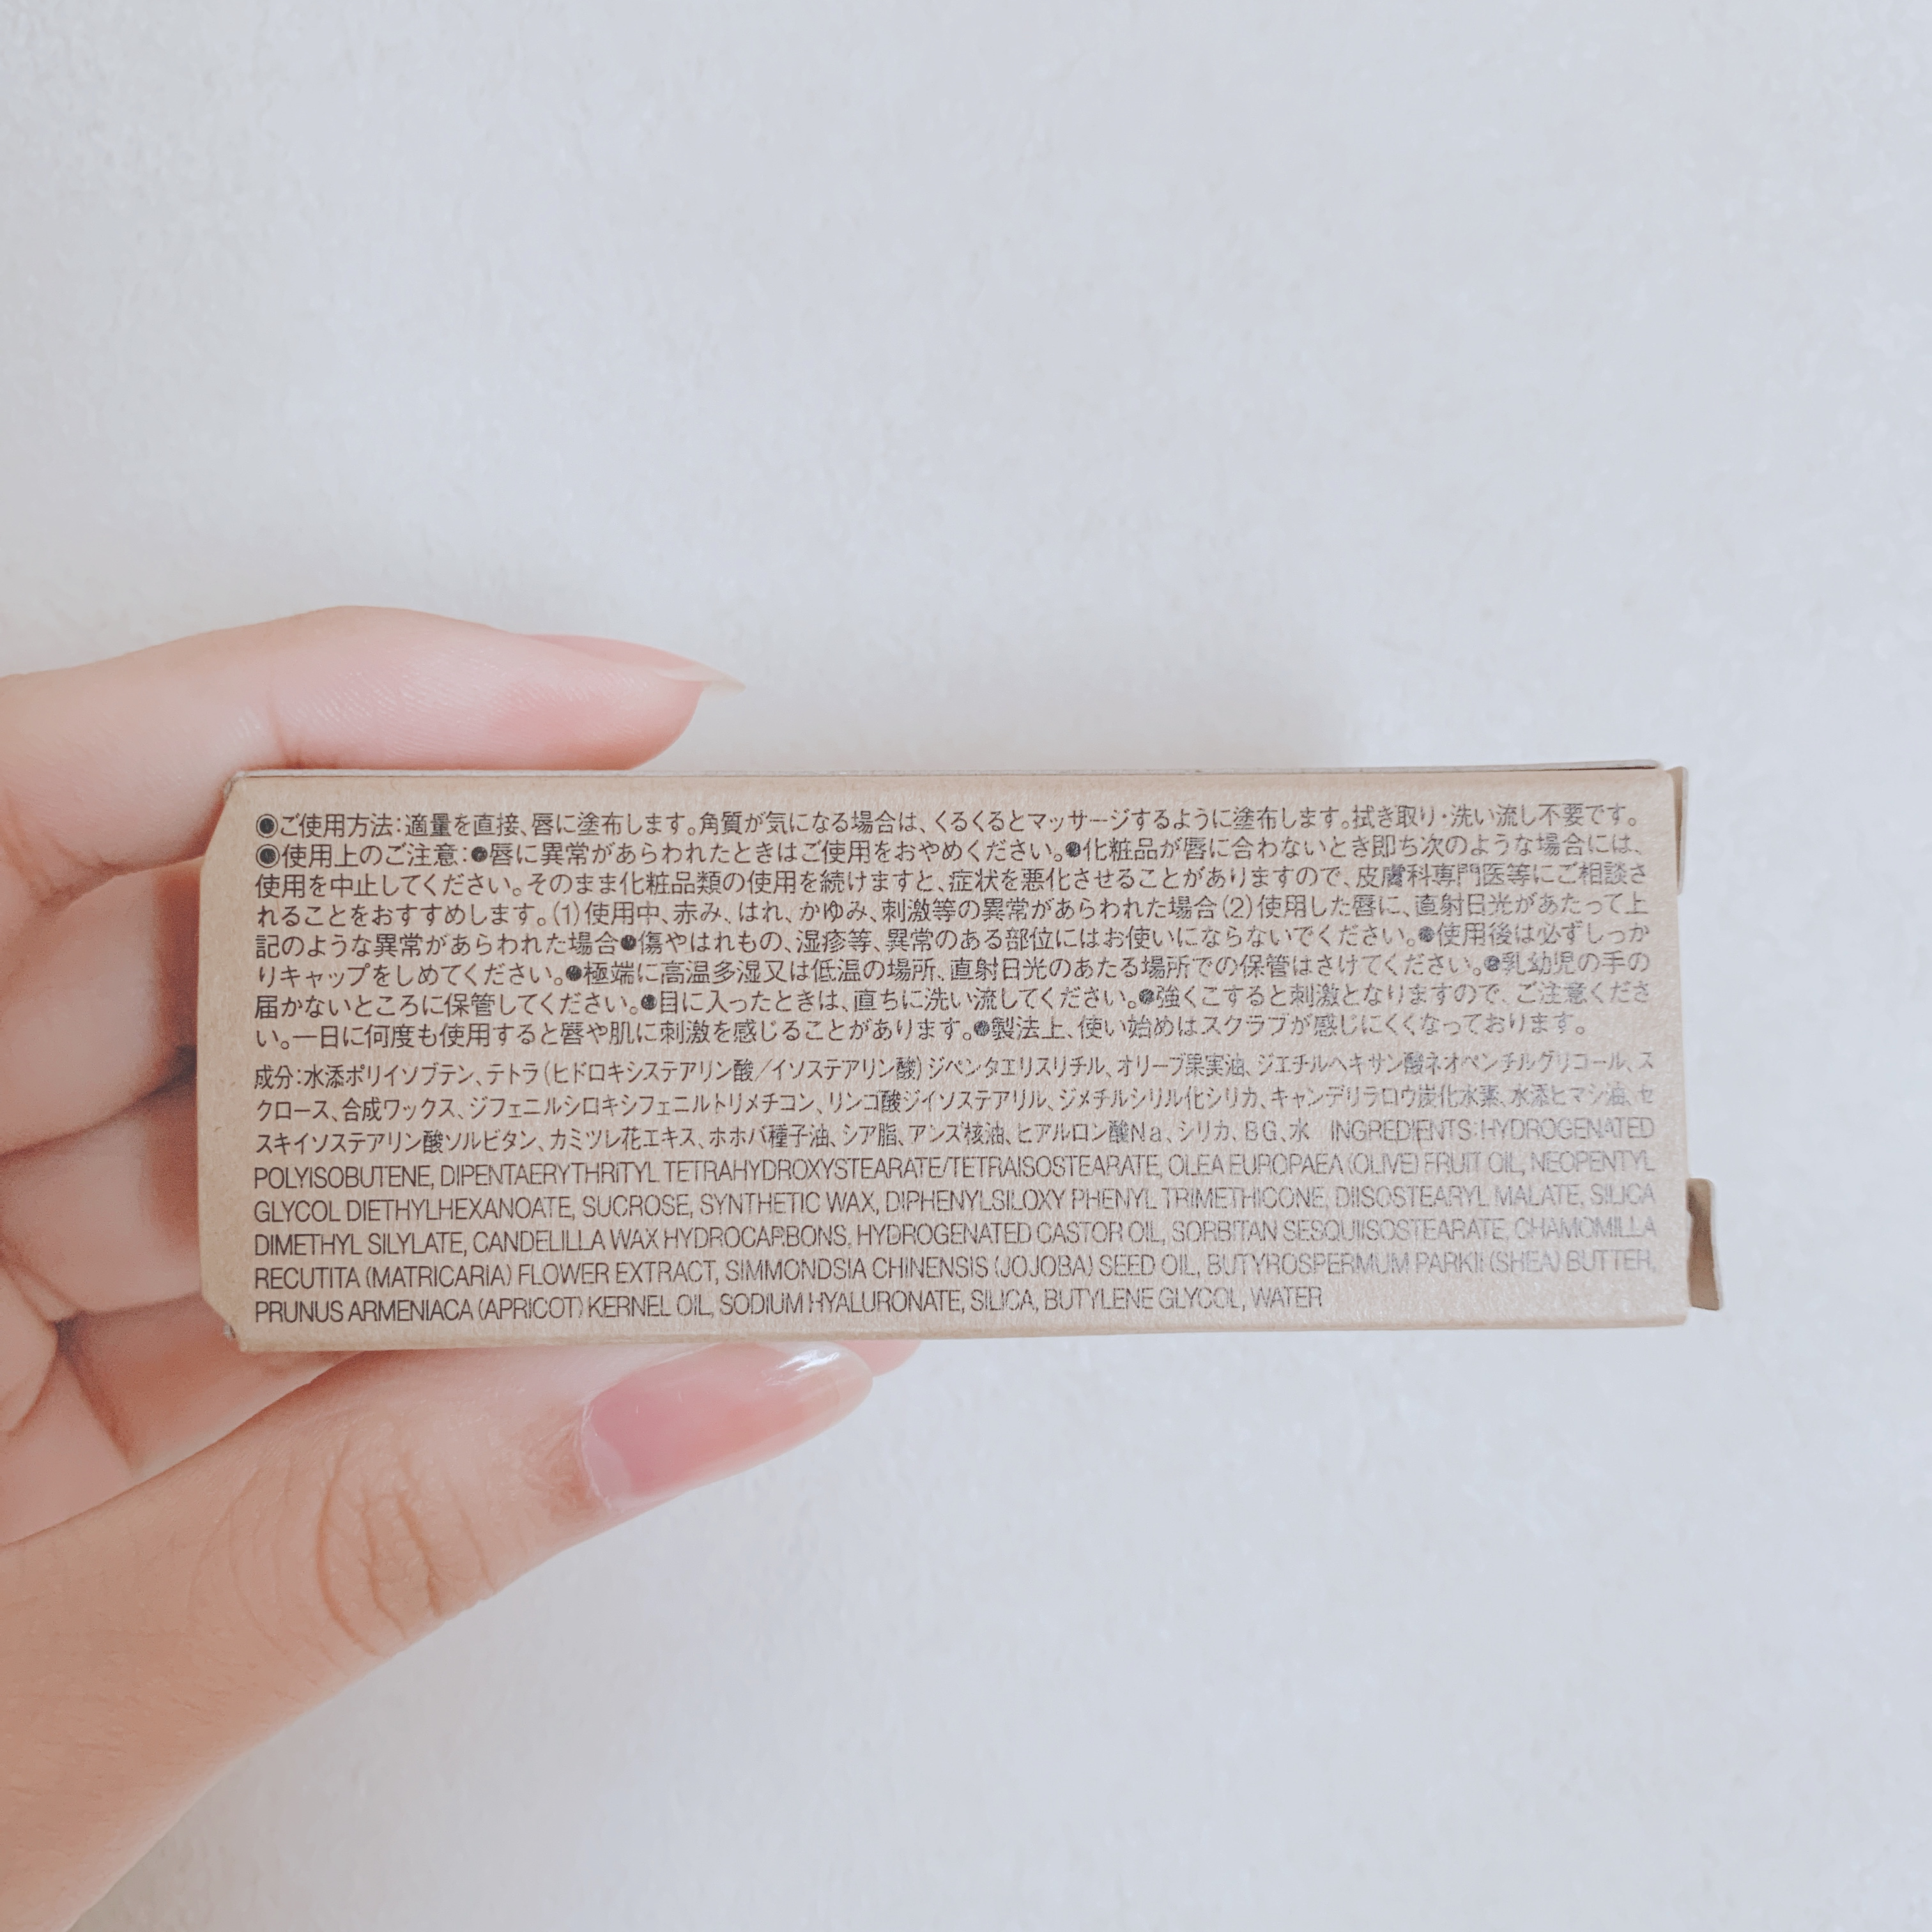 ◉ご使用方法：適量を直接、唇に塗布します。角質が気になる場合は、くるくるとマッサージするように塗布します。拭き取り・洗い流し不要です。
◉使用上のご注意：●唇に異常があらわれたときはご使用をおやめください。●化粧品が唇に合わないとき即ち次のような場合には、
使用を中止してください。そのまま化粧品類の使用を続けますと、症状を悪化させることがありますので、皮膚科専門医等にご相談さ
れることをおすすめします。(1)使用中、赤み、はれ、かゆみ、刺激等の異常があらわれた場合(2)使用した唇に、直射日光があたって上
記のような異常があらわれた場合●傷やはれもの、湿疹等、異常のある部位にはお使いにならないでください。●使用後は必ずしっか
りキャップをしめてください。●極端に高温多湿又は低温の場所、直射日光のあたる場所での保管はさけてください。●乳幼児の手の
届かないところに保管してください。●目に入ったときは、直ちに洗い流してください。●強くこすると刺激となりますので、ご注意くださ
い。一日に何度も使用すると唇や肌に刺激を感じることがあります。●製法上、使い始めはスクラブが感じにくくなっております。
成分：水添ポリイソブテン、テトラ(ヒドロキシステアリン酸／イソステアリン酸)ジペンタエリスリチル、オリーブ果実油、ジエチルヘキサン酸ネオペンチルグリコール、ス
クロース、合成ワックス、ジフェニルシロキシフェニルトリメチコン、リンゴ酸ジイソステアリル、ジメチルシリル化シリカ、キャンデリラロウ炭化水素、水添ヒマシ油、セ
スキイソステアリン酸ソルビタン、カミツレ花エキス、ホホバ種子油、シア脂、アンズ核油、ヒアルロン酸Na、シリカ、BG、水　INGREDIENTS:HYDROGENATED
POLYISOBUTENE, DIPENTAERYTHRITYL TETRAHYDROXYSTEARATE/TETRAISOSTEARATE, OLEA EUROPAEA (OLIVE) FRUIT OIL, NEOPENTYL
GLYCOL DIETHYLHEXANOATE, SUCROSE, SYNTHETIC WAX, DIPHENYLSILOXY PHENYL TRIMETHICONE, DIISOSTEARYL MALATE, SILICA
DIMETHYL SILYLATE, CANDELILLA WAX HYDROCARBONS, HYDROGENATED CASTOR OIL, SORBITAN SESQUIISOSTEARATE, CHAMOMILLA
RECUTITA (MATRICARIA) FLOWER EXTRACT, SIMMONDSIA CHINENSIS (JOJOBA) SEED OIL, BUTYROSPERMUM PARKII (SHEA) BUTTER,
PRUNUS ARMENIACA (APRICOT) KERNEL OIL, SODIUM HYALURONATE, SILICA, BUTYLENE GLYCOL, WATER